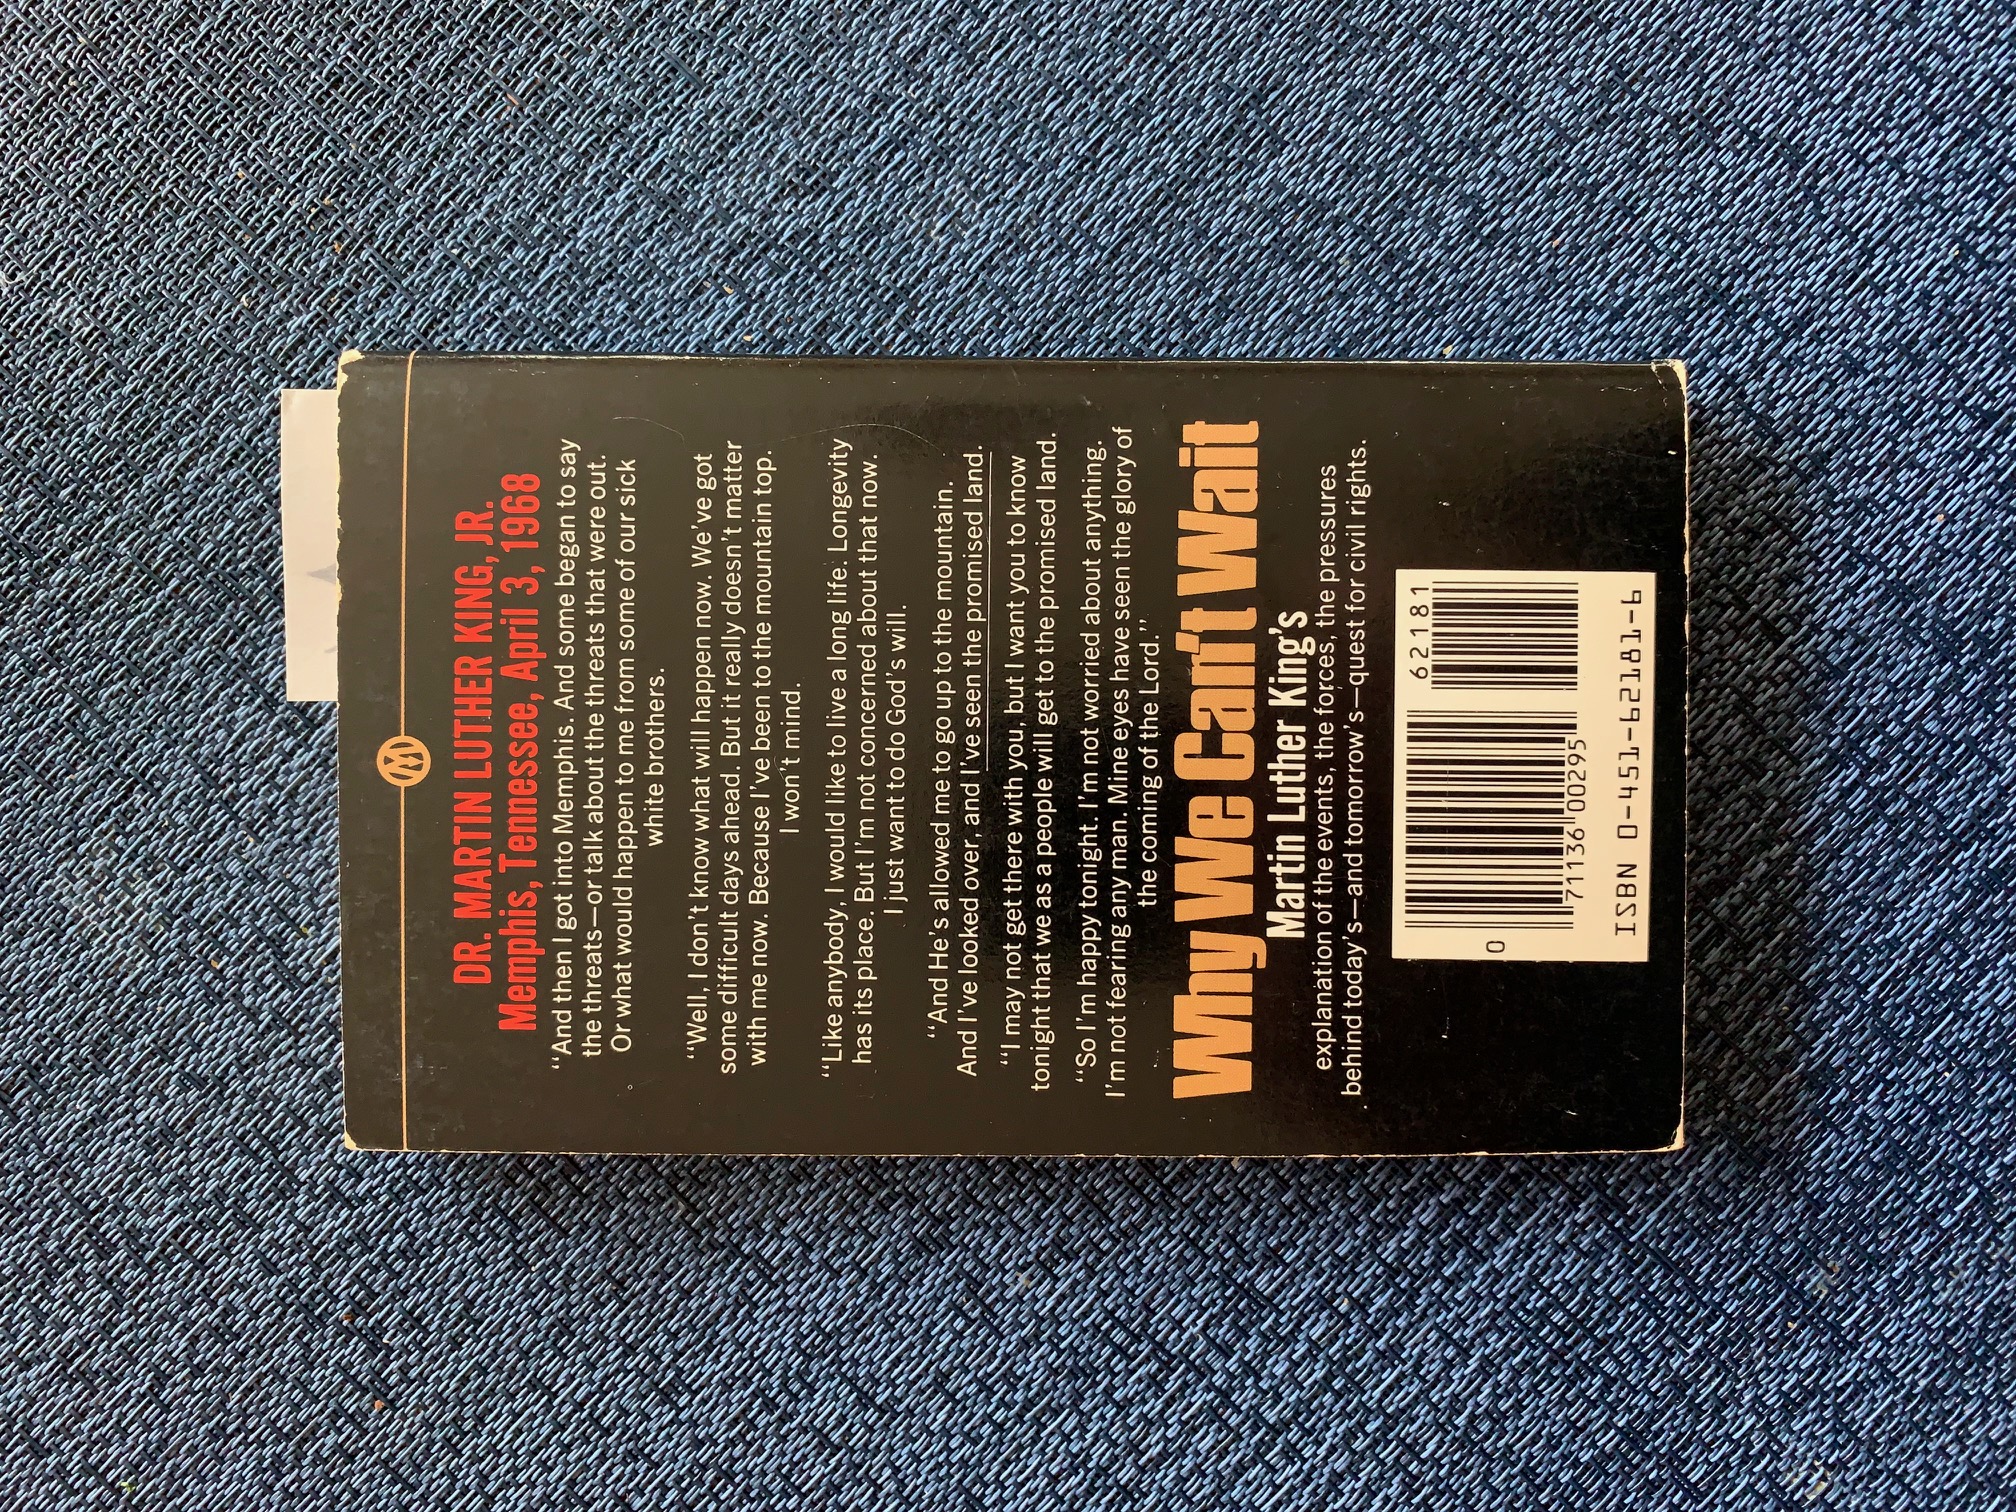 DR. MARTIN LUTHER KING, JR.
Memphis, Tennessee, April 3, 1968
“And then I got into Memphis. And some began to say
the threats—or talk about the threats that were out.
Or what would happen to me from some of our sick
white brothers.
“Well, I don’t know what will happen now. We’ve got
some difficult days ahead. But it really doesn’t matter
with me now. Because I’ve been to the mountain top.
I won’t mind.
“Like anybody, I would like to live a long life. Longevity
has its place. But I’m not concerned about that now.
I just want to do God’s will.
“And He’s allowed me to go up to the mountain.
And I’ve looked over, and I’ve seen the promised land.
“I may not get there with you, but I want you to know
tonight that we as a people will get to the promised land.
“So I’m happy tonight. I’m not worried about anything.
I’m not fearing any man. Mine eyes have seen the glory of
the coming of the Lord.”
Why We Can’t Wait
Martin Luther King’s
explanation of the events, the forces, the pressures
behind today’s—and tomorrow’s—quest for civil rights.
62181
0
71136 00295
ISBN 0-451-62181-6